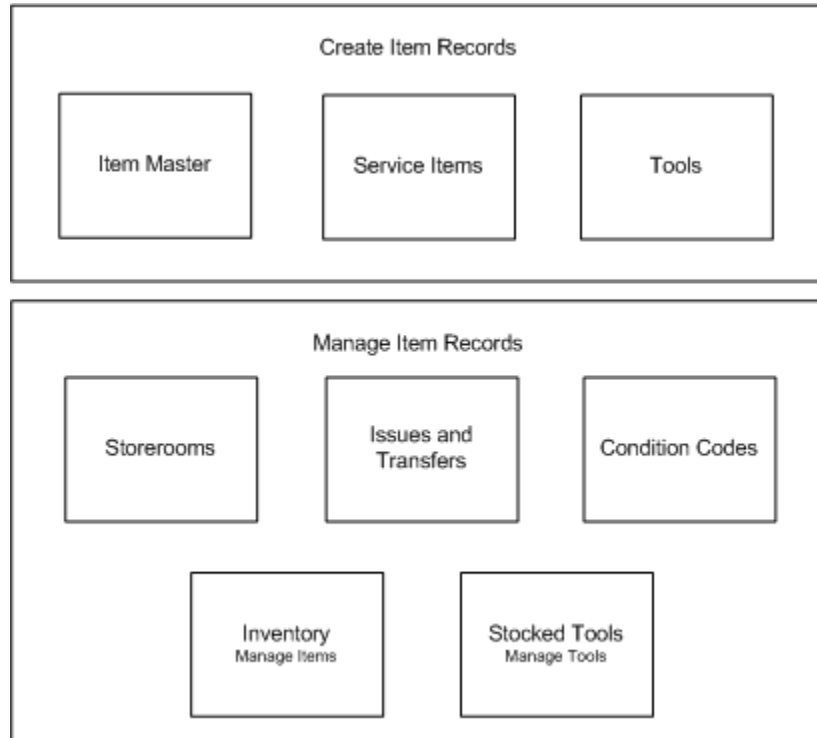 Create Item Records
Item Master
Service Items
Tools
Manage Item Records
Storerooms
Issues and
Transfers
Condition Codes
Inventory
Manage Items
Stocked Tools
Manage Tools